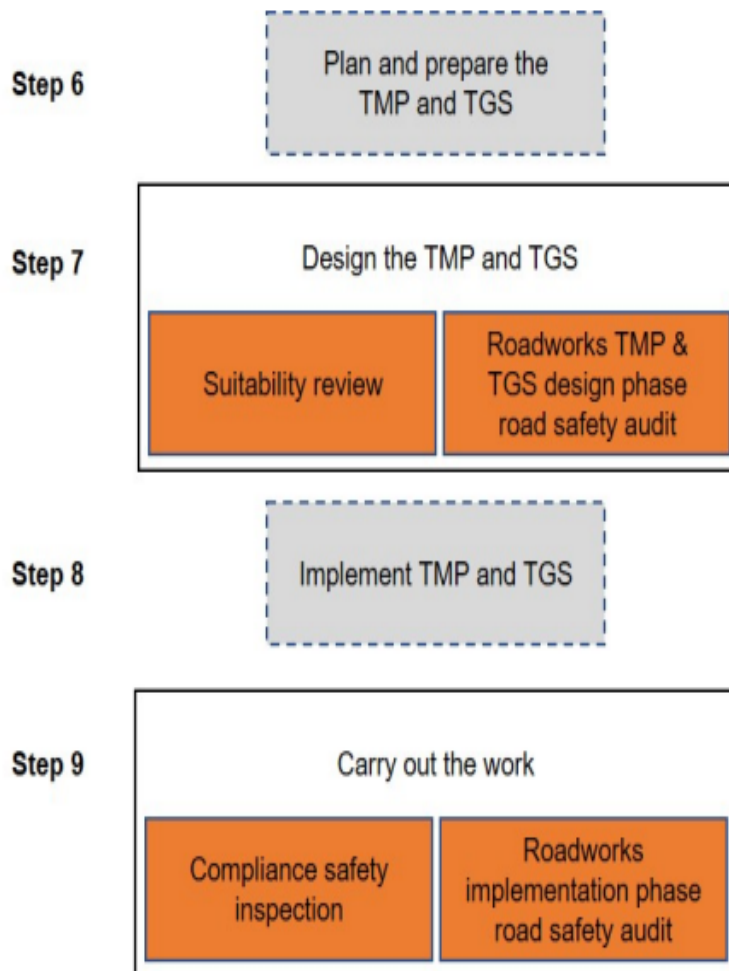 Step 6
Plan and prepare the
TMP and TGS
Step 7
Design the TMP and TGS
Suitability review
Roadworks TMP &
TGS design phase
road safety audit
Step 8
Implement TMP and TGS
Step 9
Carry out the work
Compliance safety
inspection
Roadworks
implementation phase
road safety audit